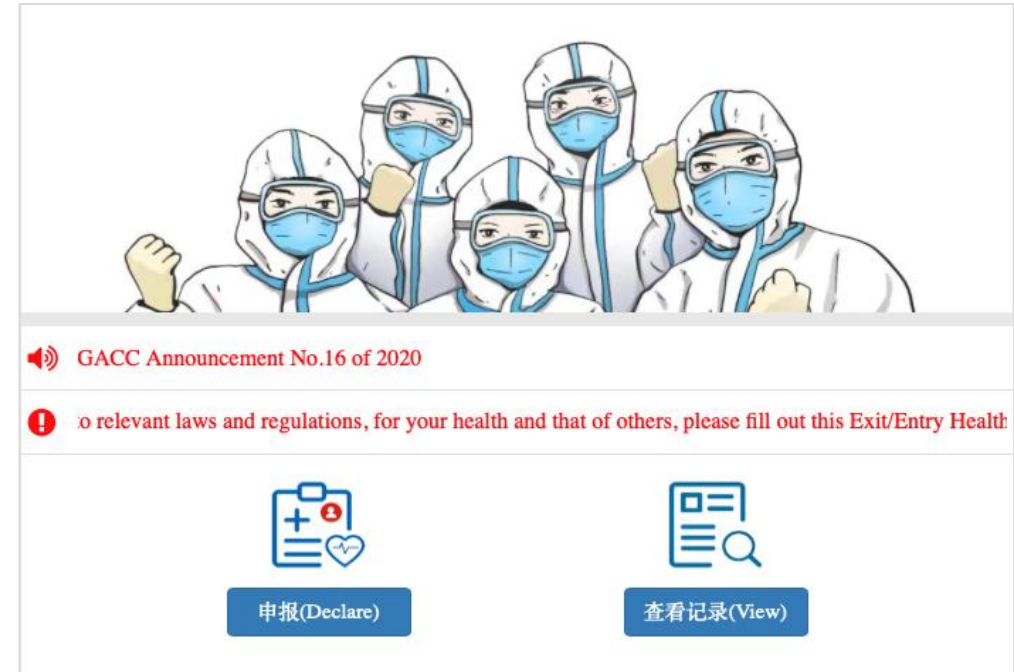 GACC Announcement No.16 of 2020
to relevant laws and regulations, for your health and that of others, please fill out this Exit/Entry Health
申报(Declare)
查看记录(View)